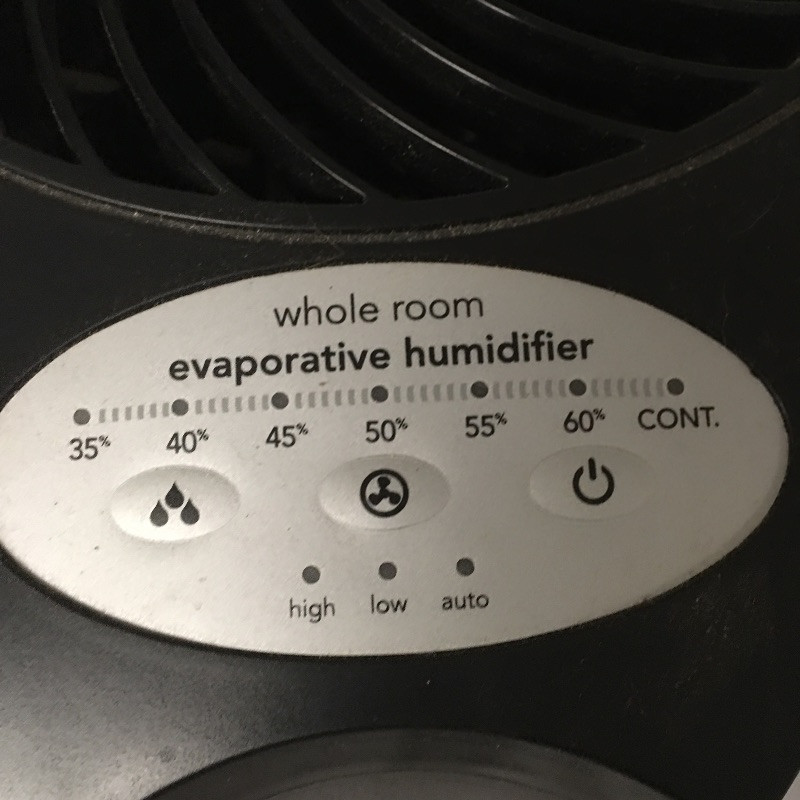 whole room
evaporative humidifier
35% 40% 45% 50% 55% 60% CONT.
high low auto